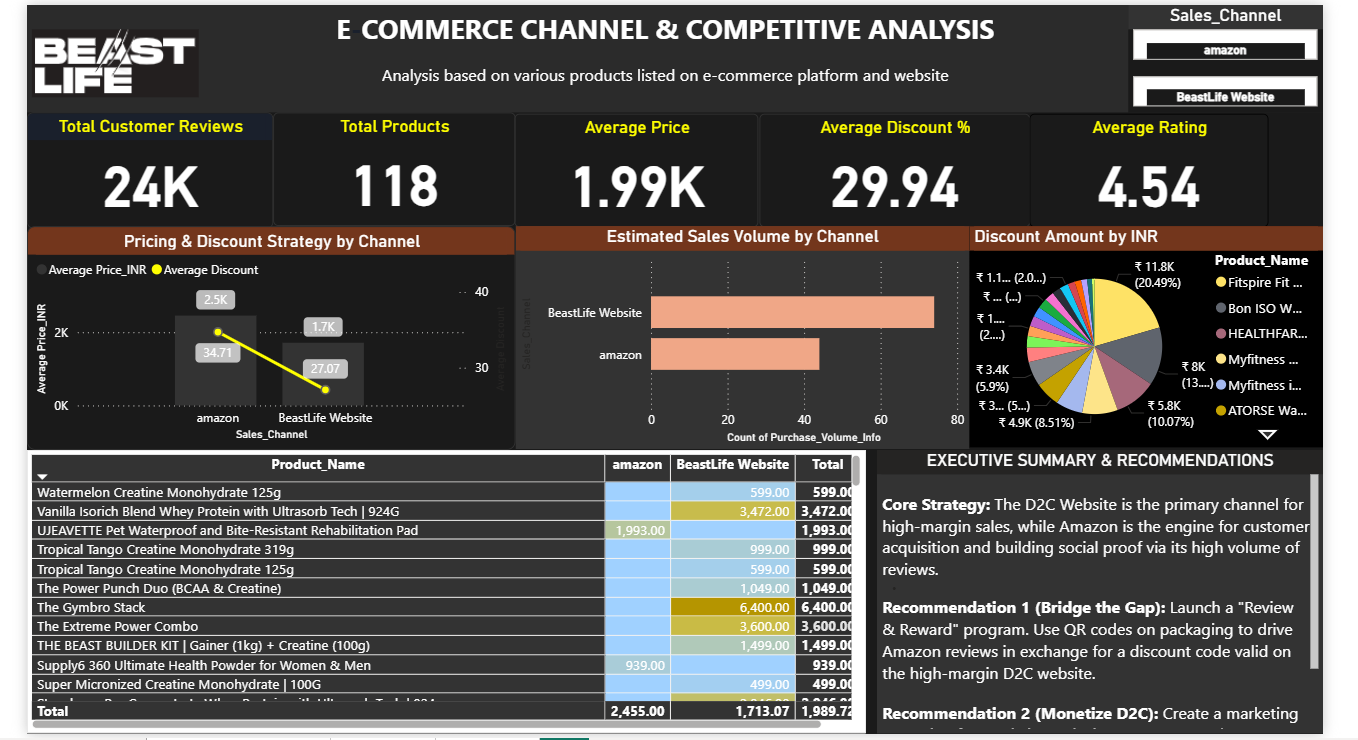 BEAST
LIFE
E COMMERCE CHANNEL & COMPETITIVE ANALYSIS
Analysis based on various products listed on e-commerce platform and website
Sales_Channel
amazon
BeastLife Website
Total Customer Reviews
24K
Total Products
118
Average Price
1.99K
Average Discount %
29.94
Average Rating
4.54
Pricing & Discount Strategy by Channel
Average Price_INR Average Discount
Average Price_INR
2K
0K
2.5K
34.71
1.7K
27.07
40
30
Average Discount
amazon
BeastLife Website
Sales_Channel
Estimated Sales Volume by Channel
Sales_Channel
BeastLife Website
amazon
0 20 40 60 80
Count of Purchase_Volume_Info
Discount Amount by INR
₹ 11.8K
(20.49%)
₹ 8K
(13....)
₹ 5.8K
(10.07%)
₹ 4.9K (8.51%)
₹ 3... (5...)
₹ 3.4K
(5.9%)
₹ 1....
(2....)
₹ ... (...)
₹ 1.1... (2.0...)
Product_Name
Fitspire Fit ...
Bon ISO W...
HEALTHFAR...
Myfitness ...
Myfitness i...
ATORSE Wa...
Product_Name amazon BeastLife Website Total
Watermelon Creatine Monohydrate 125g 599.00 599.00
Vanilla Isorich Blend Whey Protein with Ultrasorb Tech | 924G 3,472.00 3,472.00
UJEAVETTE Pet Waterproof and Bite-Resistant Rehabilitation Pad 1,993.00 1,993.00
Tropical Tango Creatine Monohydrate 319g 999.00 999.00
Tropical Tango Creatine Monohydrate 125g 599.00 599.00
The Power Punch Duo (BCAA & Creatine) 1,049.00 1,049.00
The Gymbro Stack 6,400.00 6,400.00
The Extreme Power Combo 3,600.00 3,600.00
THE BEAST BUILDER KIT | Gainer (1kg) + Creatine (100g) 1,499.00 1,499.00
Supply6 360 Ultimate Health Powder for Women & Men 939.00 939.00
Super Micronized Creatine Monohydrate | 100G 499.00 499.00
Total 2,455.00 1,713.07 1,989.72
EXECUTIVE SUMMARY & RECOMMENDATIONS
Core Strategy: The D2C Website is the primary channel for
high-margin sales, while Amazon is the engine for customer
acquisition and building social proof via its high volume of
reviews.
Recommendation 1 (Bridge the Gap): Launch a "Review
& Reward" program. Use QR codes on packaging to drive
Amazon reviews in exchange for a discount code valid on
the high-margin D2C website.
Recommendation 2 (Monetize D2C): Create a marketing